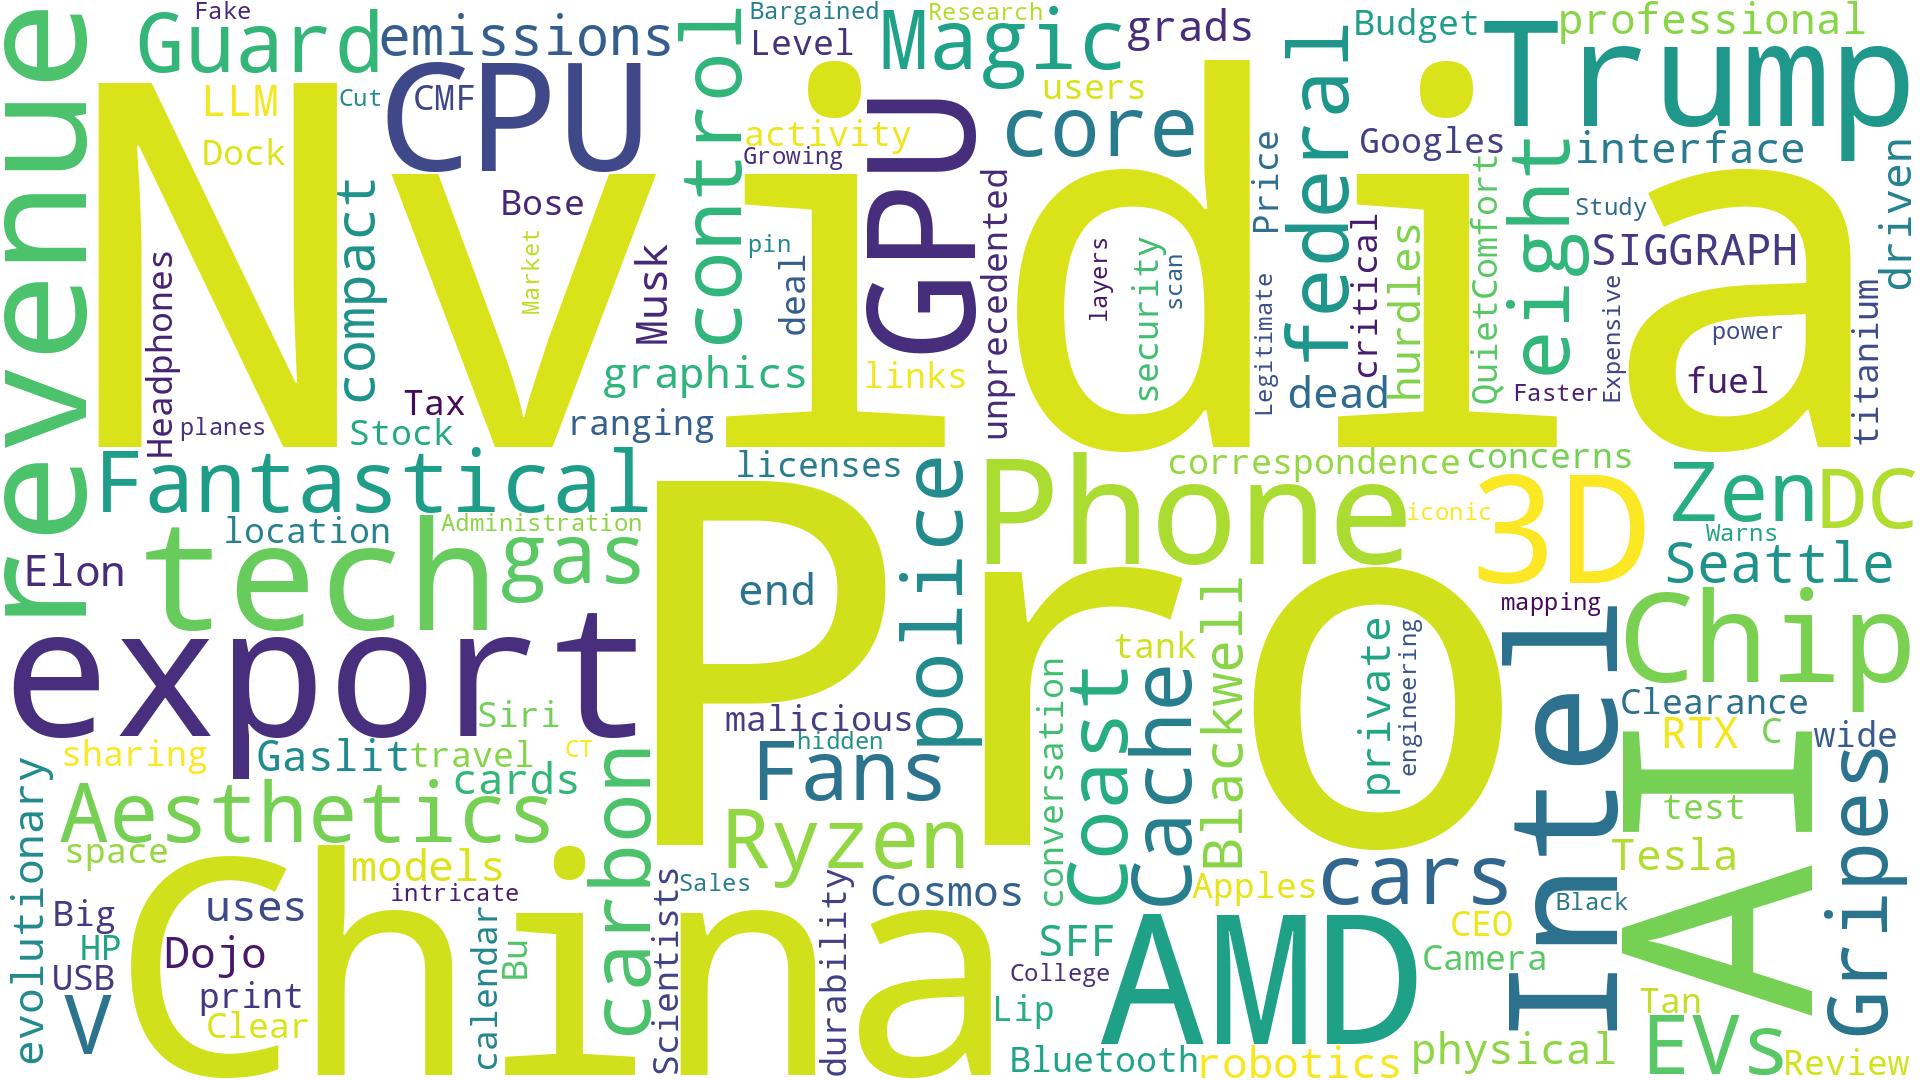 Fake
Guard
emissions
Bargained
Level
Research
Magic
grads
Budget
professional
Trump
revenue
LLM
Cut
CPU
CMF
control
users
activity
Growing
core
federal
Googles
interface
Dock
Nvidia
GPU
Bose
compact
Market
Musk
pin
deal
unprecedented
layers
security
scan
Price
Legitimate
critical
hurdles
QuietComfort
eight
Study
SIGGRAPH
Expensive
power
driven
titanium
Headphones
planes
Tax
Stock
ranging
graphics
links
dead
Faster
fuel
Fantastical
licenses
Phone
correspondence
concerns
iconic
3D
Zen
DC
Warns
Seattle
location
Administration
tech
gas
Elon
end
police
mapping
export
Pro
tank
Blackwell
private
engineering
Intel
Chip
Clearance
RTX
C
wide
Siri
malicious
hidden
sharing
Gaslit
travel
CT
cards
carbon
Fans
conversation
Coast
Cache
AI
test
Gripes
Aesthetics
evolutionary
space
models
intricate
Ryzen
Scientists
Sales
durability
Cosmos
Apples
cars
Tesla
Black
CEO
Camera
Big
HP
USB
V
uses
Dojo
print
Clear
China
calendar
Bu
SFF
College
Lip
AMD
Bluetooth
robotics
physical
Tan
EVs
Review